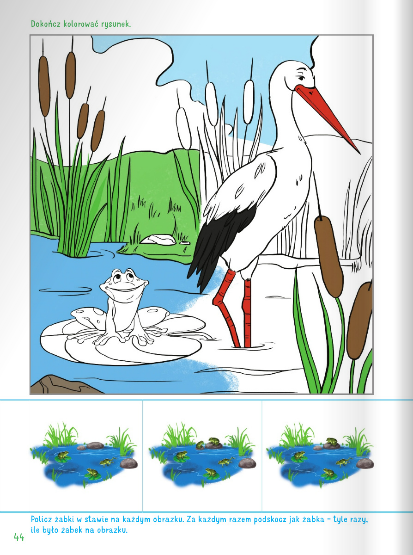 Dokończ kolorować rysunek.
Policz żabki w stawie na każdym obrazku. Za każdym razem podskocz jak żabka – tyle razy,
ile było żabek na obrazku.
44